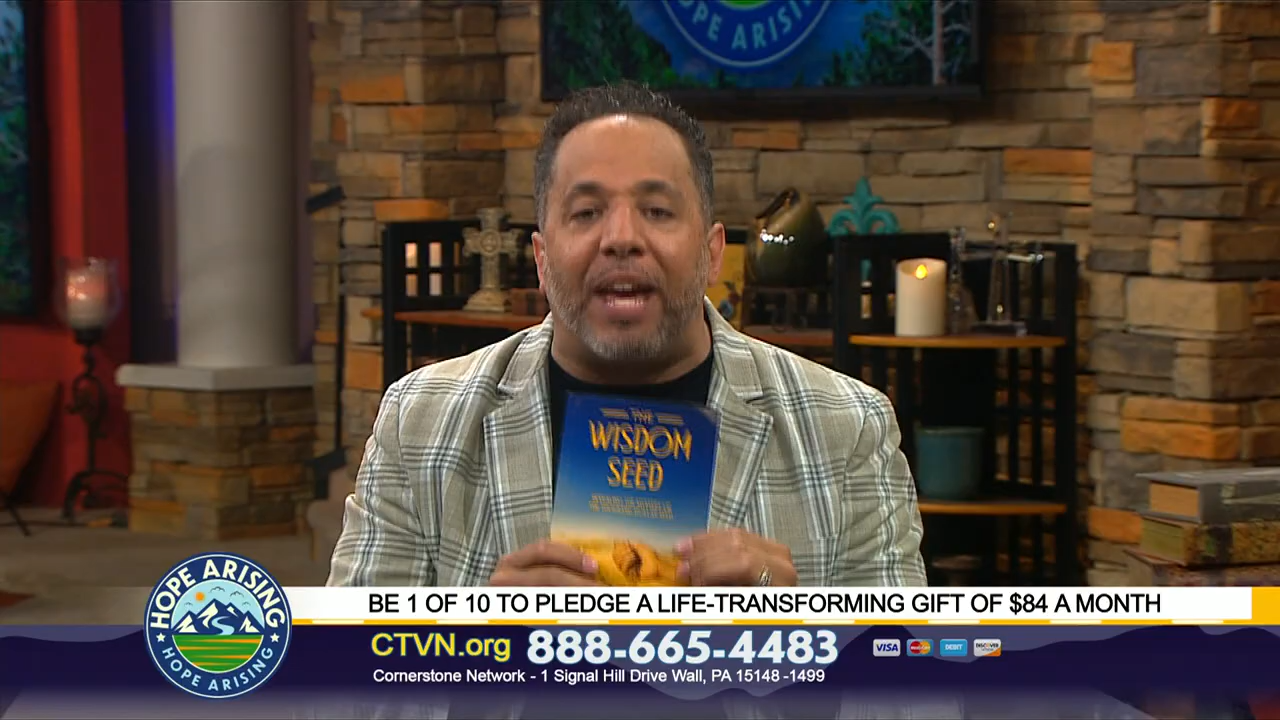 HOPE ARISING
THE
WISDOM
SEED
HOPE ARISING
HOPE ARISING
BE 1 OF 10 TO PLEDGE A LIFE-TRANSFORMING GIFT OF $84 A MONTH
CTVN.org 888-665-4483
VISA DEBIT DISCOVER
Cornerstone Network - 1 Signal Hill Drive Wall, PA 15148 -1499